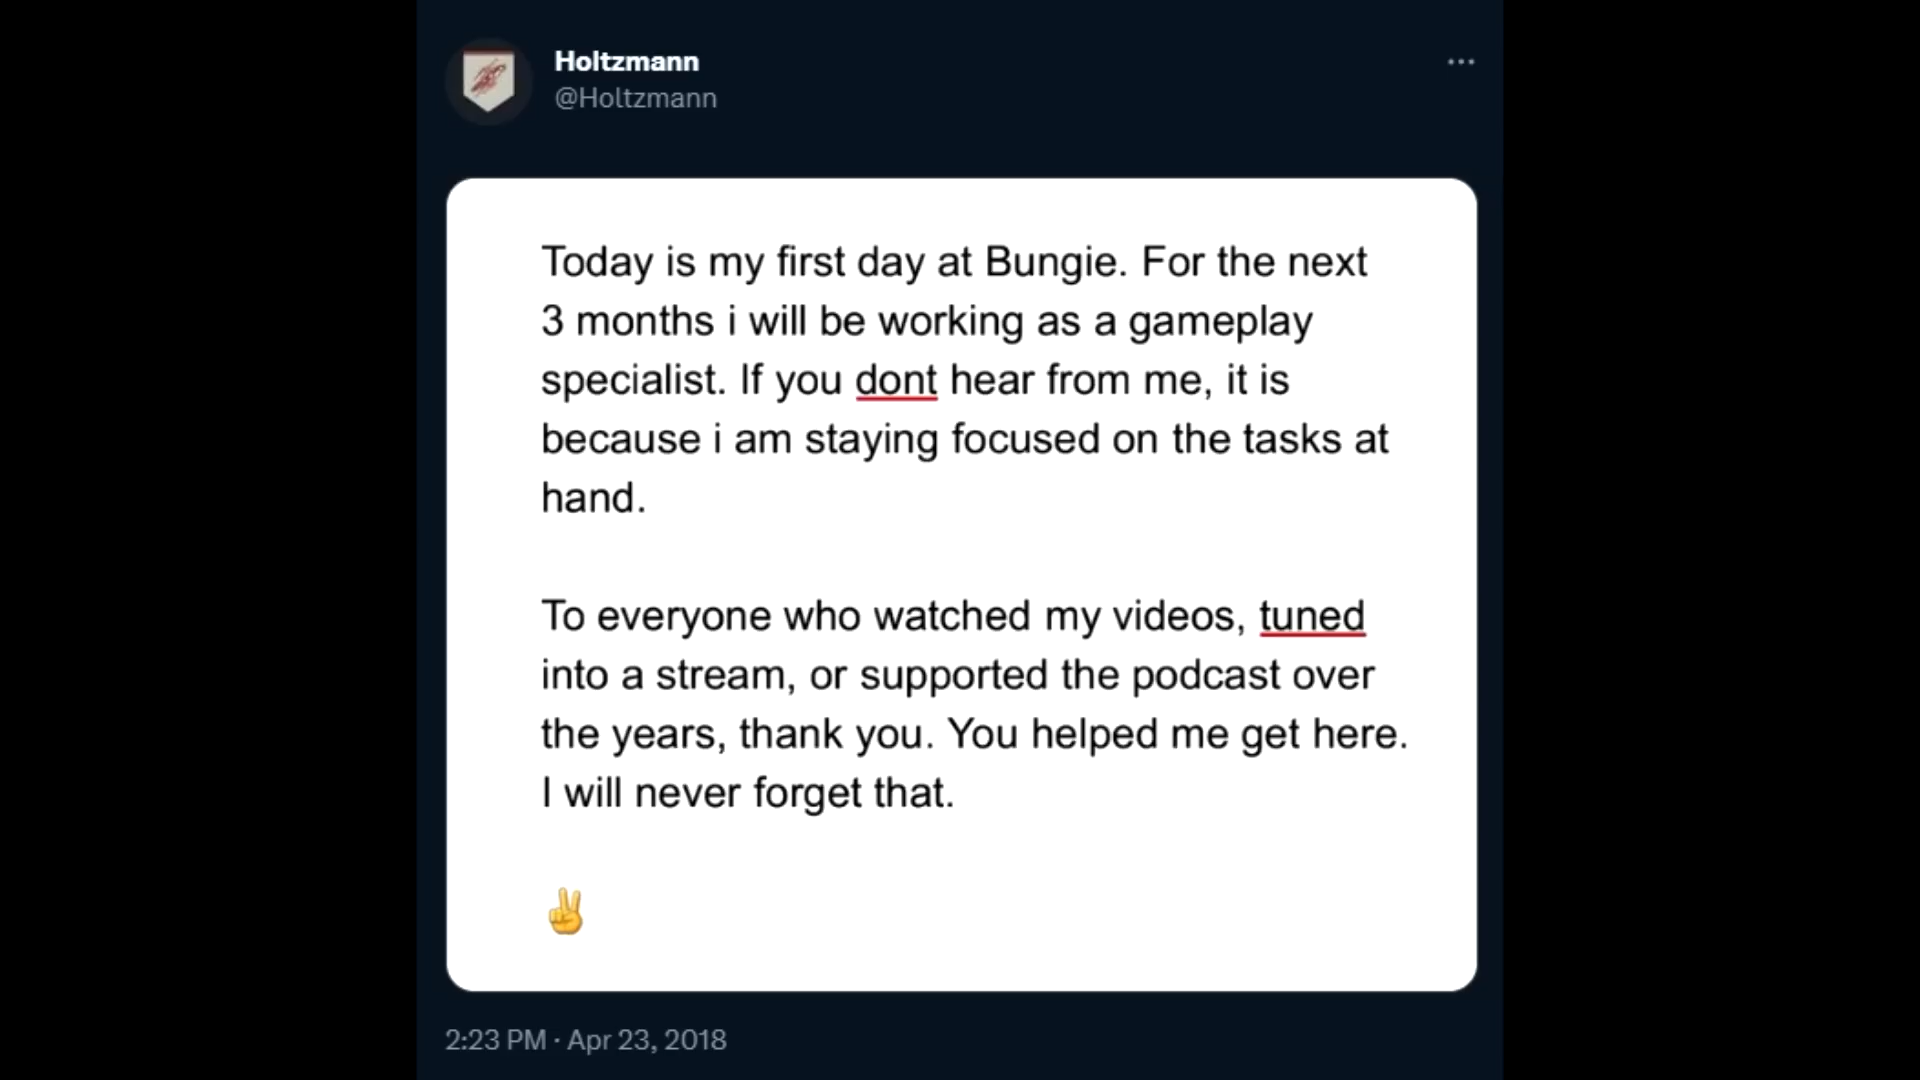 Holtzmann
@Holtzmann
Today is my first day at Bungie. For the next
3 months i will be working as a gameplay
specialist. If you dont hear from me, it is
because i am staying focused on the tasks at
hand.
To everyone who watched my videos, tuned
into a stream, or supported the podcast over
the years, thank you. You helped me get here.
I will never forget that.
✌️
2:23 PM · Apr 23, 2018